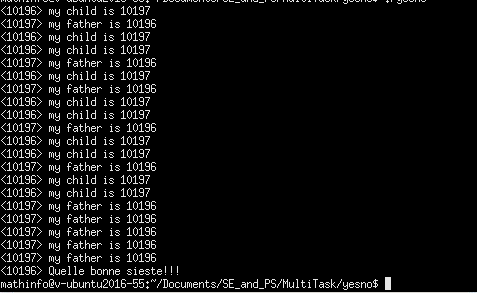 mathinfo@v-ubuntu2016-55:~/Documents/SE_and_PS/MultiTask/yesno$ ./yesno
<10196> my child is 10197
<10197> my father is 10196
<10196> my child is 10197
<10196> my child is 10197
<10197> my father is 10196
<10196> my child is 10197
<10197> my father is 10196
<10196> my child is 10197
<10196> my child is 10197
<10197> my father is 10196
<10196> my child is 10197
<10196> my child is 10197
<10197> my father is 10196
<10196> my child is 10197
<10196> my child is 10197
<10197> my father is 10196
<10197> my father is 10196
<10197> my father is 10196
<10197> my father is 10196
<10197> my father is 10196
<10196> Quelle bonne sieste!!!
mathinfo@v-ubuntu2016-55:~/Documents/SE_and_PS/MultiTask/yesno$